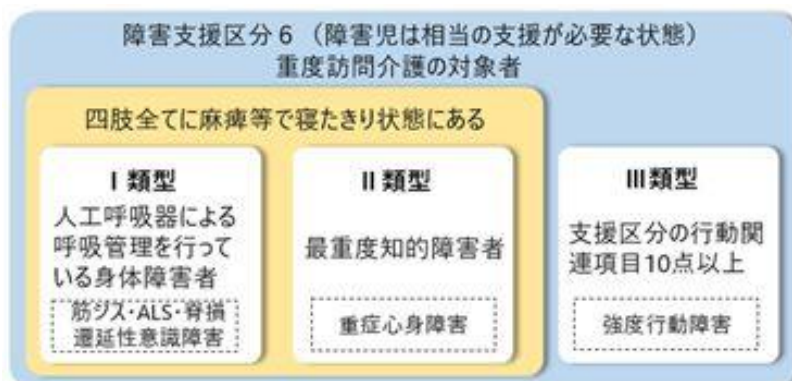 障害支援区分6 (障害児は相当の支援が必要な状態)
重度訪問介護の対象者
四肢全てに麻痺等で寝たきり状態にある
Ⅰ類型
人工呼吸器による
呼吸管理を行って
いる身体障害者
筋ジス・ALS・脊損
遷延性意識障害
Ⅱ類型
最重度知的障害者
重症心身障害
Ⅲ類型
支援区分の行動関
連項目10点以上
強度行動障害